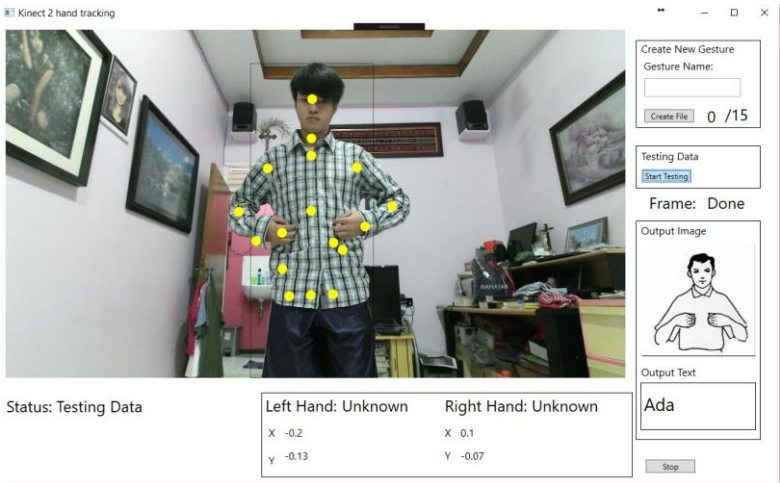 Kinect 2 hand tracking
Create New Gesture
Gesture Name:
Create File 0 /15
Testing Data
Start Testing
Frame: Done
Output Image
Output Text
Ada
Stop
Status: Testing Data
Left Hand: Unknown Right Hand: Unknown
X -0.2 X 0.1
Y -0.13 Y -0.07